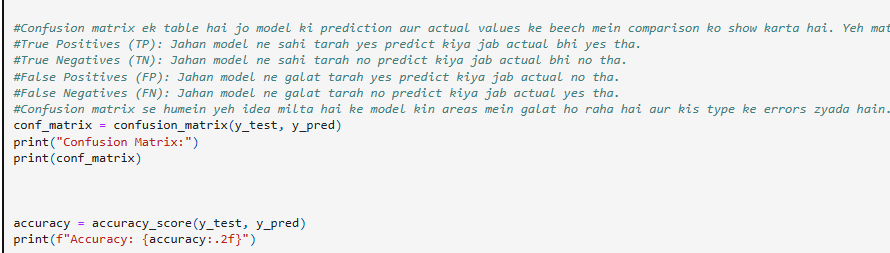 #Confusion matrix ek table hai jo model ki prediction aur actual values ke beech mein comparison ko show karta hai. Yeh mat
#True Positives (TP): Jahan model ne sahi tarah yes predict kiya jab actual bhi yes tha.
#True Negatives (TN): Jahan model ne sahi tarah no predict kiya jab actual bhi no tha.
#False Positives (FP): Jahan model ne galat tarah yes predict kiya jab actual no tha.
#False Negatives (FN): Jahan model ne galat tarah no predict kiya jab actual yes tha.
#Confusion matrix se humein yeh idea milta hai ke model kin areas mein galat ho raha hai aur kis type ke errors zyada hain.
conf_matrix = confusion_matrix(y_test, y_pred)
print("Confusion Matrix:")
print(conf_matrix)
accuracy = accuracy_score(y_test, y_pred)
print(f"Accuracy: {accuracy:.2f}")